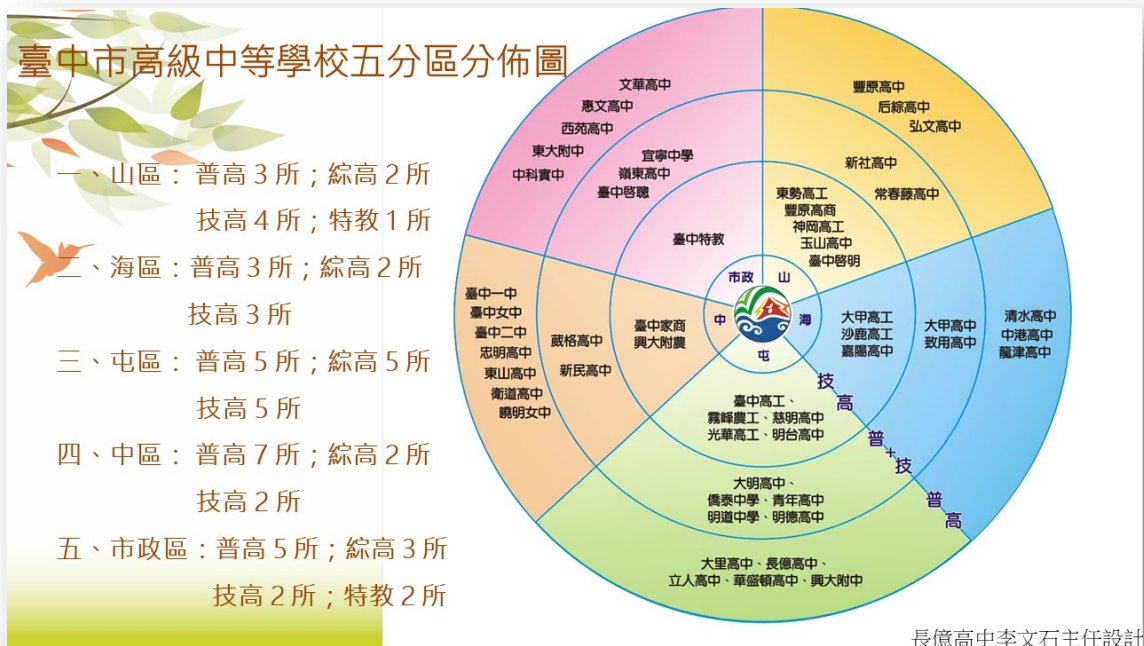 臺中市高級中等學校五分區分佈圖
一、山區：普高3所；綜高2所
技高4所；特教1所
二、海區：普高3所；綜高2所
技高3所
三、屯區：普高5所；綜高5所
技高5所
四、中區：普高7所；綜高2所
技高2所
五、市政區：普高5所；綜高3所
技高2所；特教2所
文華高中
惠文高中
西苑高中
東大附中
中科實中
宜寧中學
嶺東高中
臺中啓聰
臺中特教
市政
豐原高中
后綜高中
弘文高中
新社高中
常春藤高中
東勢高工
豐原高商
神岡高工
玉山高中
臺中啓明
山
海
大甲高工
沙鹿高工
嘉陽高中
大甲高中
致用高中
清水高中
中港高中
龍津高中
中
臺中家商
興大附農
葳格高中
新民高中
臺中一中
臺中女中
臺中二中
忠明高中
東山高中
衛道高中
曉明女中
屯
臺中高工、
霧峰農工、慈明高中
光華高工、明台高中
大明高中、
僑泰中學、青年高中
明道中學、明德高中
大里高中、長億高中、
立人高中、華盛頓高中、興大附中
技高
普+技
普高
長億高中李文石主任設計